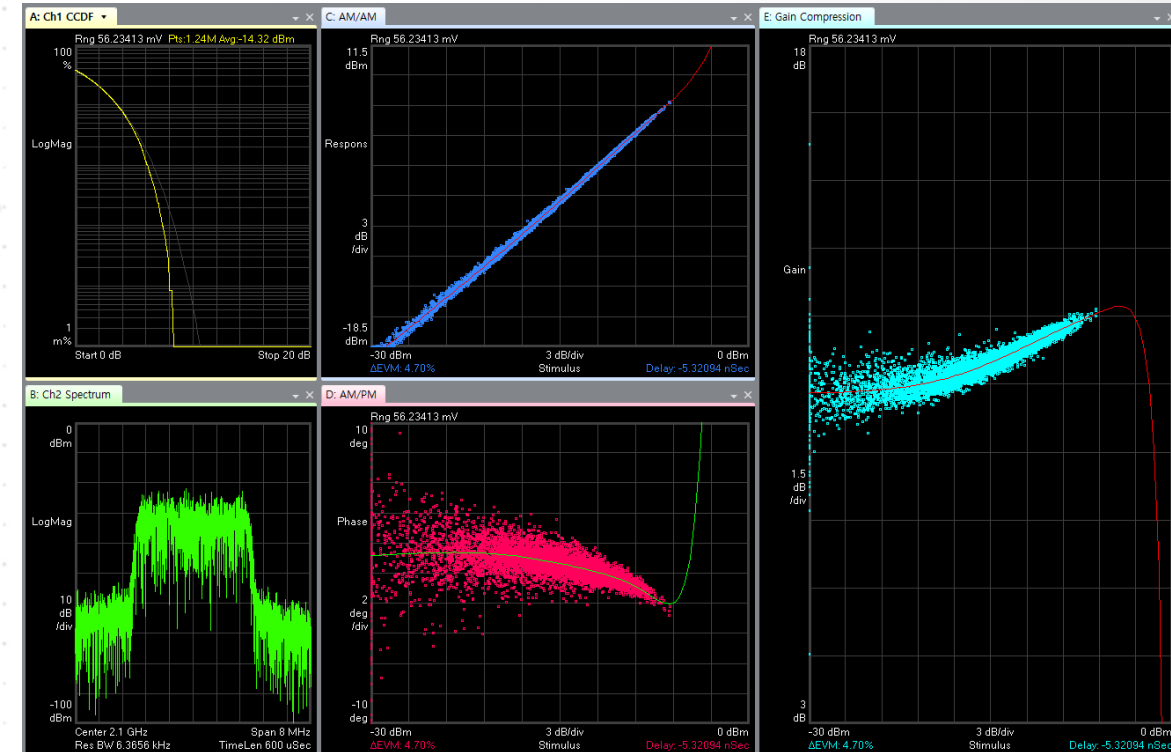 A: Ch1 CCDF
Rng 56.23413 mV Pts:1.24M Avg:-14.32 dBm
100
%
LogMag
1
m%
Start 0 dB
Stop 20 dB
C: AM/AM
Rng 56.23413 mV
11.5
dBm
Respons
3
dB
/div
-18.5
dBm
-30 dBm
3 dB/div
0 dBm
ΔEVM: 4.70%
Stimulus
Delay: -5.32094 nSec
E: Gain Compression
Rng 56.23413 mV
18
dB
Gain
1.5
dB
/div
3
dB
-30 dBm
3 dB/div
0 dBm
ΔEVM: 4.70%
Stimulus
Delay: -5.32094 nSec
B: Ch2 Spectrum
0
dBm
LogMag
10
dB
/div
-100
dBm
Center 2.1 GHz
Span 8 MHz
Res BW 6.3656 kHz
TimeLen 600 uSec
D: AM/PM
Rng 56.23413 mV
10
deg
Phase
2
deg
/div
-10
deg
-30 dBm
3 dB/div
0 dBm
ΔEVM: 4.70%
Stimulus
Delay: -5.32094 nSec